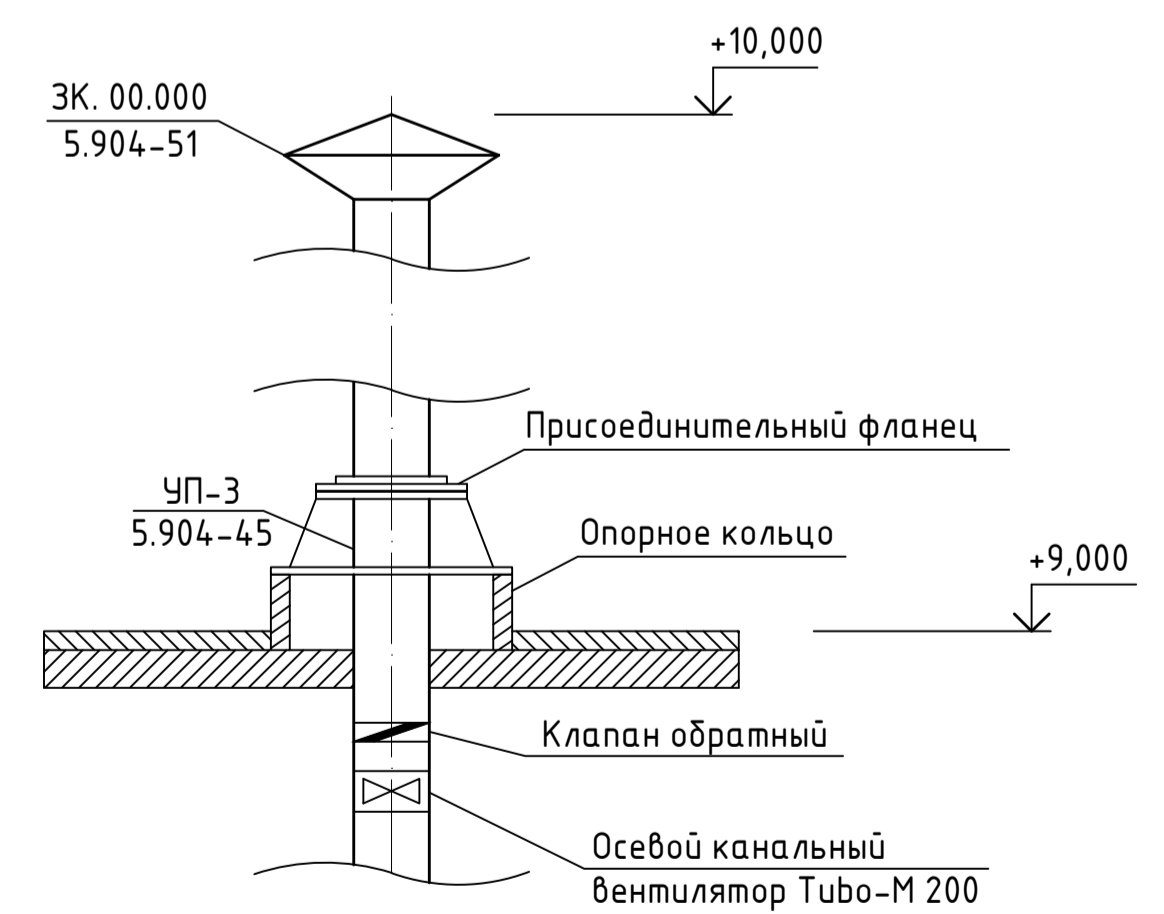 +10,000
ЗК. 00.000
5.904-51
Присоединительный фланец
УП-3
5.904-45
Опорное кольцо
+9,000
Клапан обратный
Осевой канальный
вентилятор Tubo-M 200